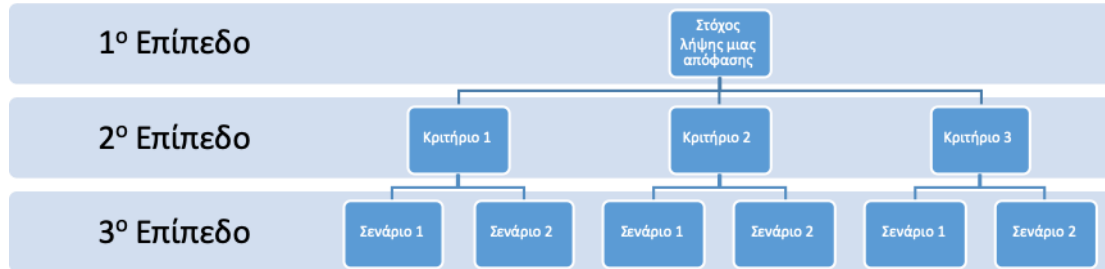 1ο Επίπεδο
Στόχος
λήψης μιας
απόφασης
2ο Επίπεδο
Κριτήριο 1
Κριτήριο 2
Κριτήριο 3
3ο Επίπεδο
Σενάριο 1
Σενάριο 2
Σενάριο 1
Σενάριο 2
Σενάριο 1
Σενάριο 2